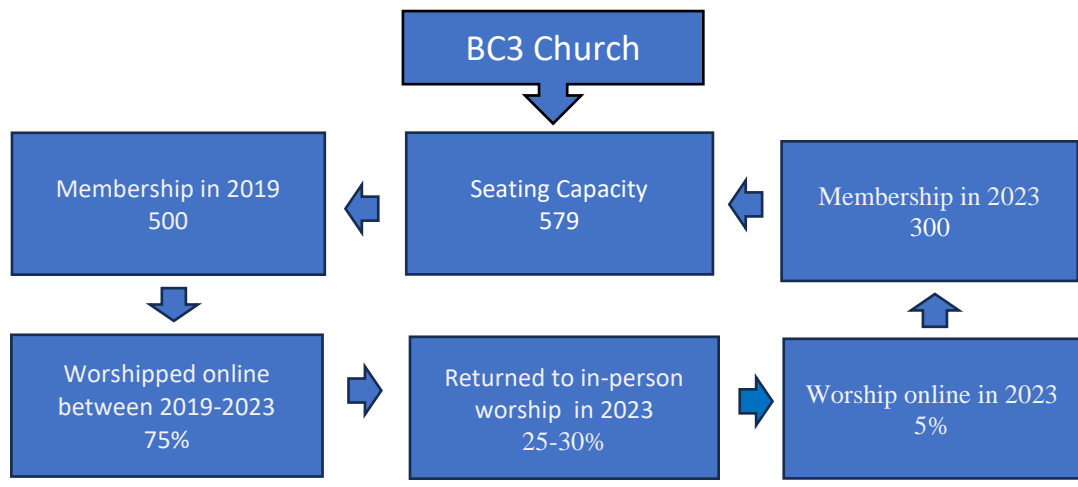 BC3 Church
Membership in 2019
500
Seating Capacity
579
Membership in 2023
300
Worshipped online
between 2019-2023
75%
Returned to in-person
worship in 2023
25-30%
Worship online in 2023
5%